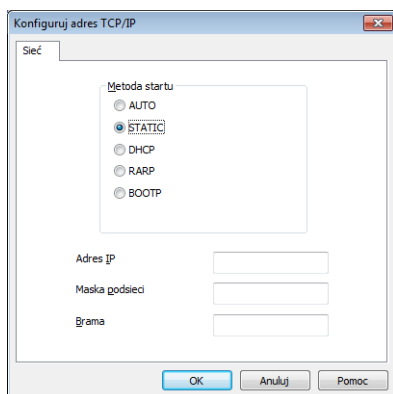 Konfiguruj adres TCP/IP
Sieć
Metoda startu
AUTO
STATIC
DHCP
RARP
BOOTP
Adres IP
Maska podsieci
Brama
OK Anuluj Pomoc